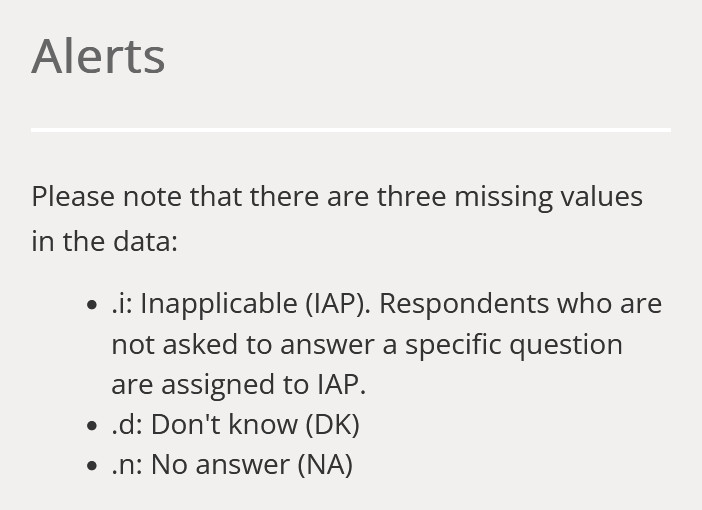 Alerts
Please note that there are three missing values
in the data:
• .i: Inapplicable (IAP). Respondents who are
not asked to answer a specific question
are assigned to IAP.
• .d: Don't know (DK)
• .n: No answer (NA)